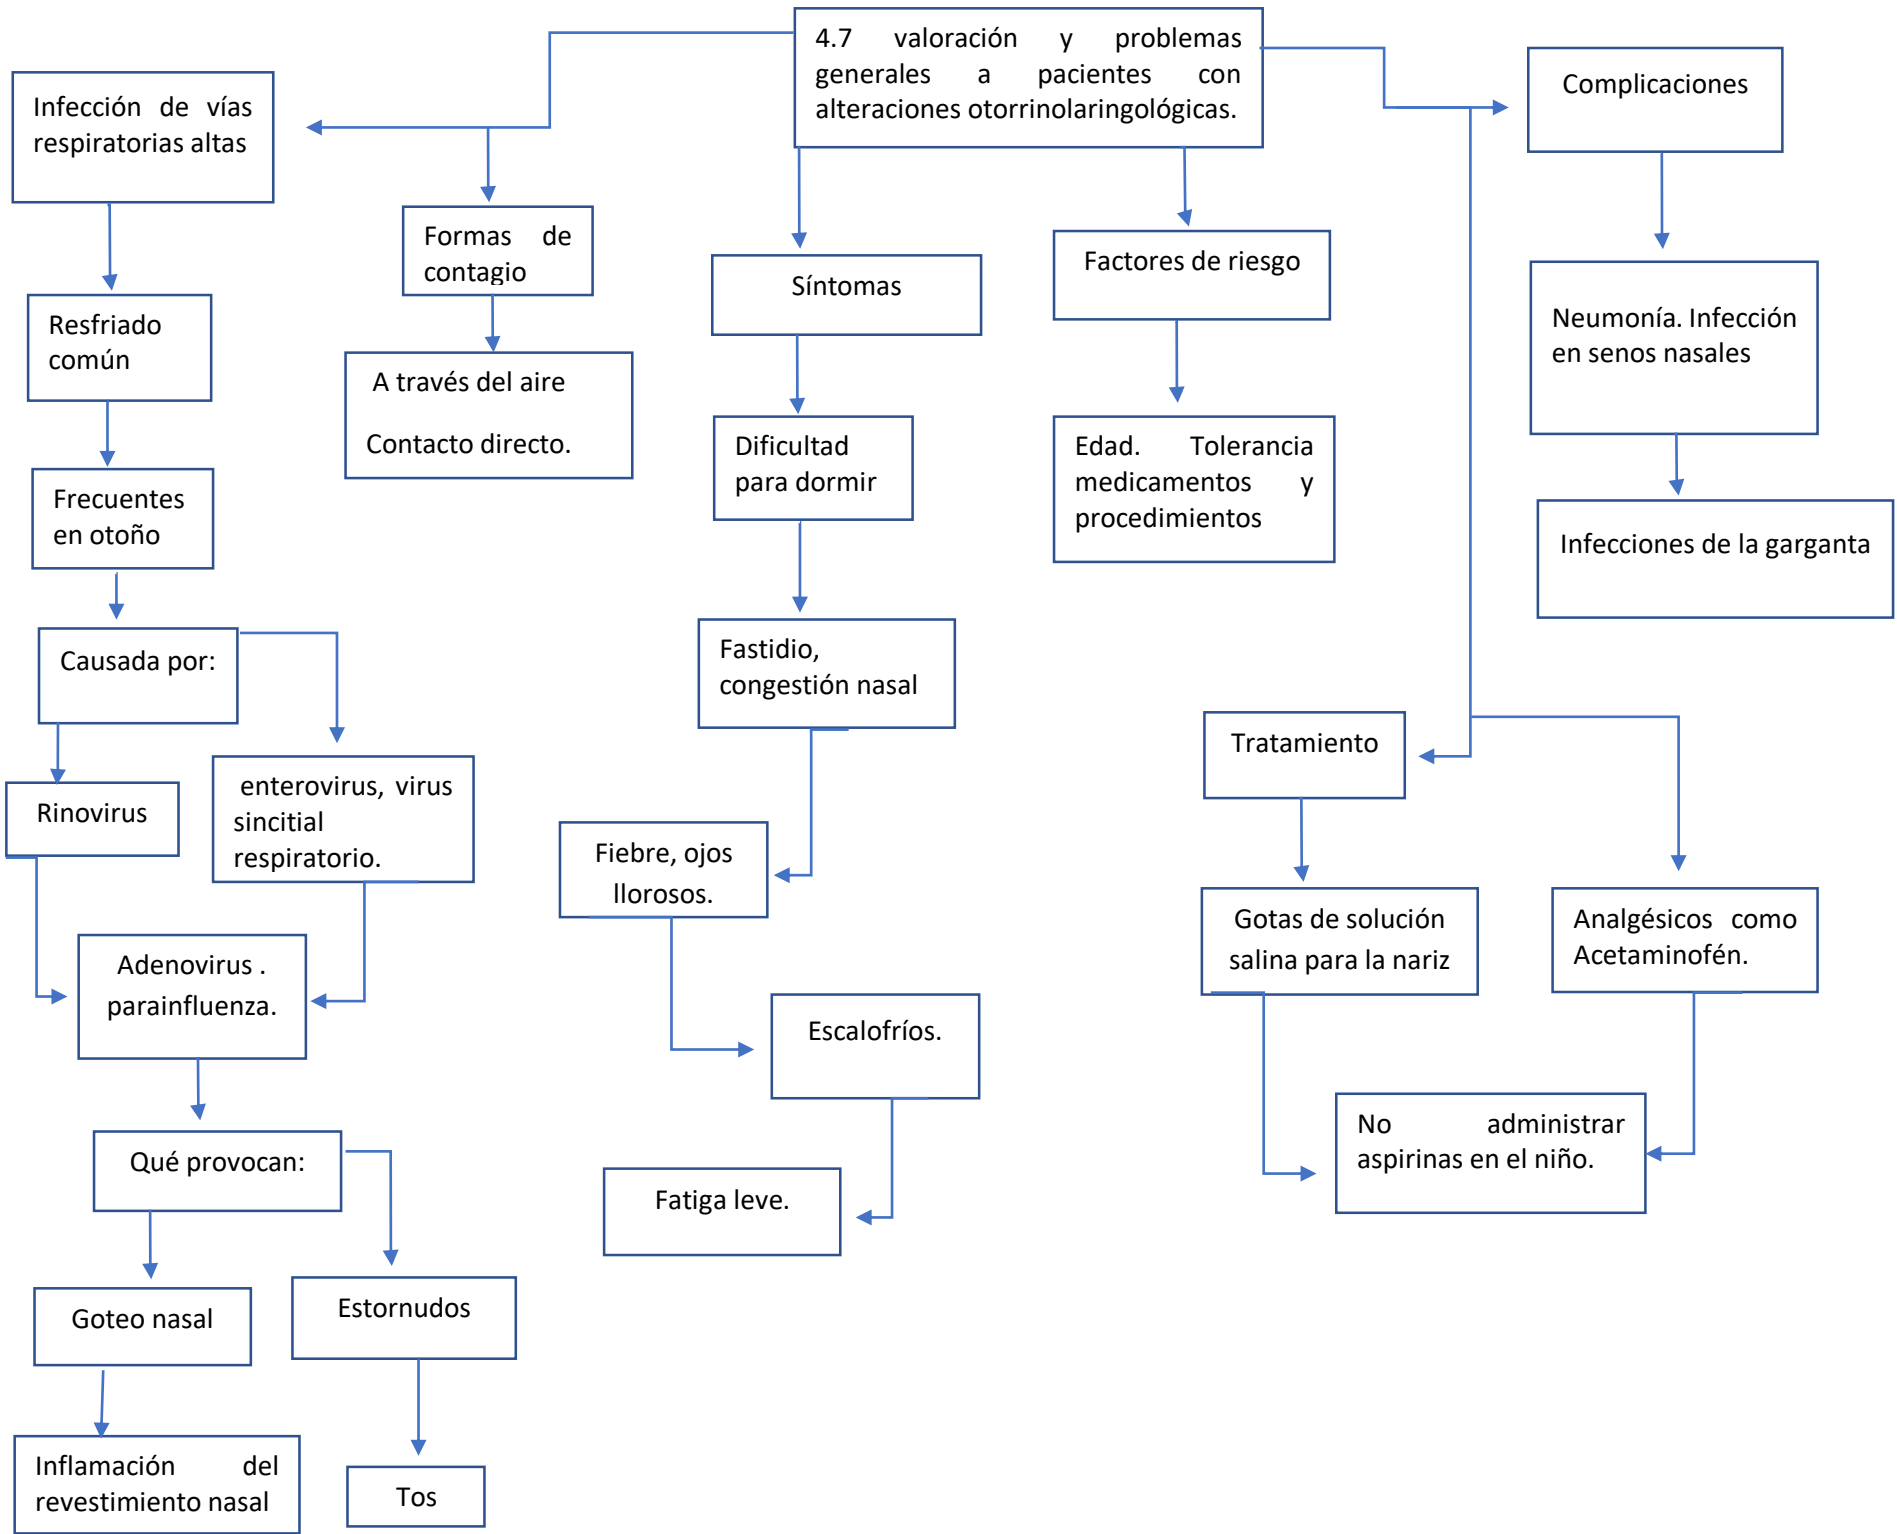 4.7 valoración y problemas
generales a pacientes con
alteraciones otorrinolaringológicas.
Infección de vías
respiratorias altas
Resfriado
común
Frecuentes
en otoño
Causada por:
Rinovirus
enterovirus, virus
sincitial
respiratorio.
Adenovirus .
parainfluenza.
Qué provocan:
Goteo nasal
Inflamación del
revestimiento nasal
Estornudos
Tos
Formas de
contagio
A través del aire
Contacto directo.
Síntomas
Dificultad
para dormir
Fastidio,
congestión nasal
Fiebre, ojos
llorosos.
Escalofríos.
Fatiga leve.
Factores de riesgo
Edad. Tolerancia
medicamentos y
procedimientos
Complicaciones
Neumonía. Infección
en senos nasales
Infecciones de la garganta
Tratamiento
Gotas de solución
salina para la nariz
Analgésicos como
Acetaminofén.
No administrar
aspirinas en el niño.